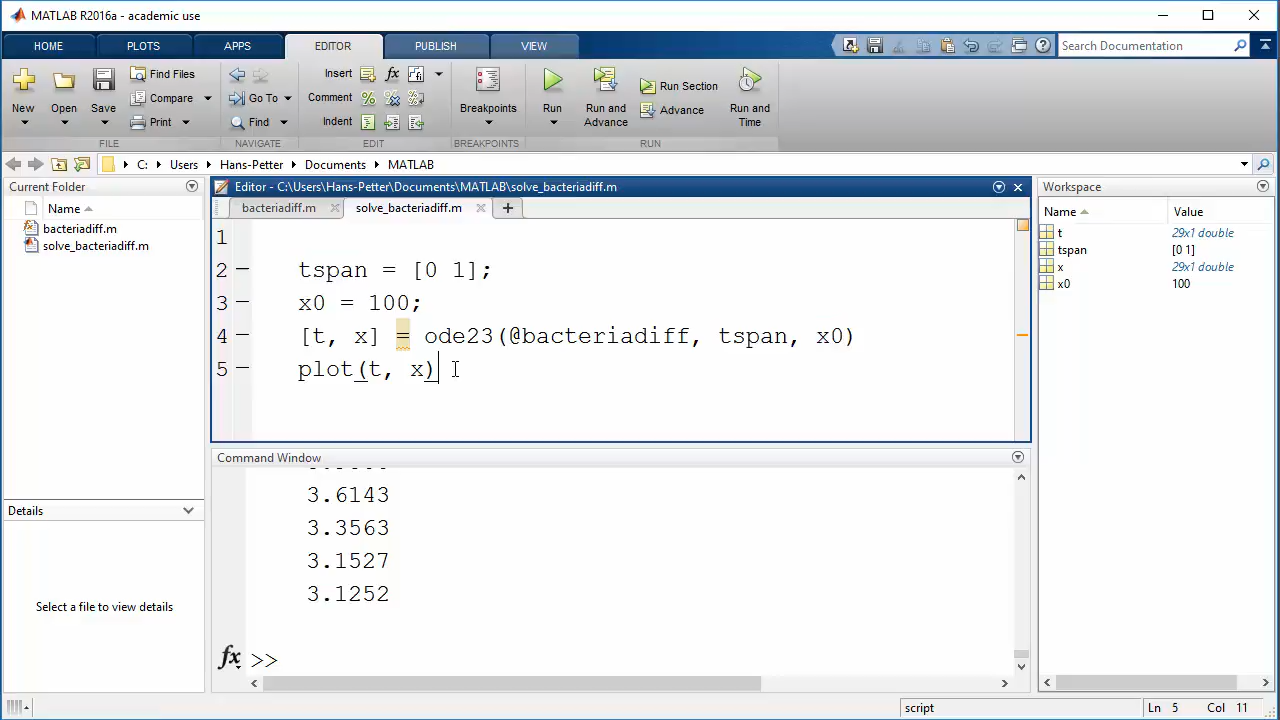 MATLAB R2016a - academic use
HOME PLOTS APPS EDITOR PUBLISH VIEW
Search Documentation
New
Open
Save
Find Files
Compare
Print
FILE
Go To
Find
NAVIGATE
Insert fx
Comment
Indent
EDIT
Breakpoints
BREAKPOINTS
Run
Run and
Advance
Run Section
Advance
Run and
Time
RUN
C: Users Hans-Petter Documents MATLAB
Current Folder
Name
bacteriadiff.m
solve_bacteriadiff.m
Details
Select a file to view details
Editor - C:\Users\Hans-Petter\Documents\MATLAB\solve_bacteriadiff.m
bacteriadiff.m solve_bacteriadiff.m
1
2 – tspan = [0 1];
3 – x0 = 100;
4 – [t, x] = ode23(@bacteriadiff, tspan, x0)
5 – plot(t, x)
Command Window
3.6143
3.3563
3.1527
3.1252
fx >>
Workspace
Name Value
t 29x1 double
tspan [0 1]
x 29x1 double
x0 100
script Ln 5 Col 11